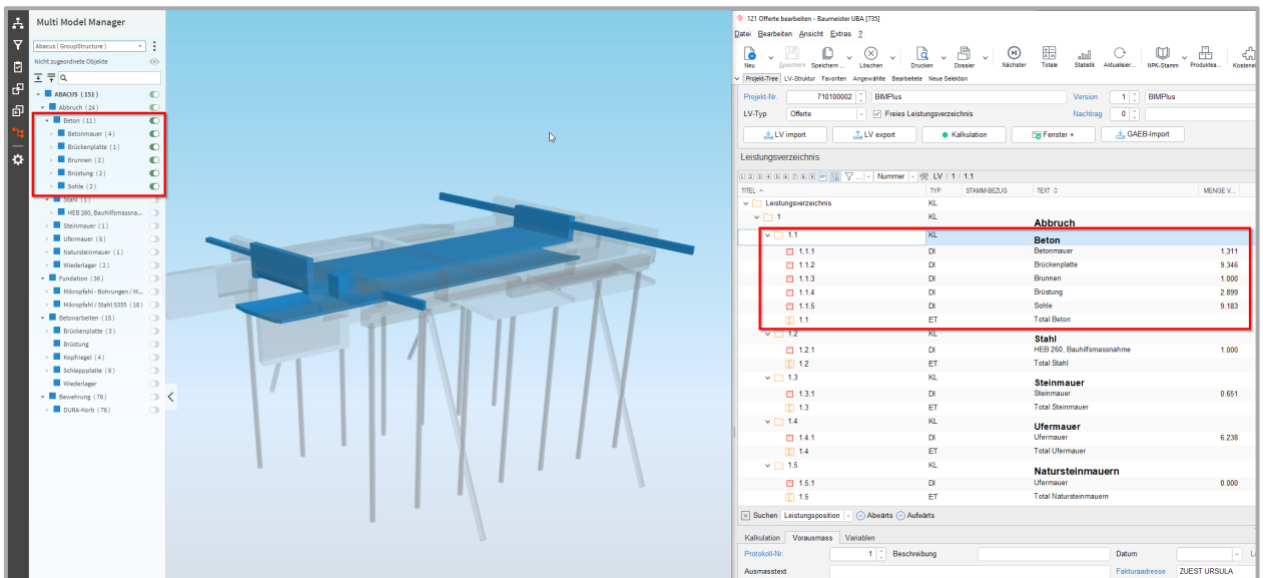 Multi Model Manager
Abacus ( GroupStructure )
Nicht zugeordnete Objekte
ABACUS ( 151 )
Abbruch ( 24 )
Beton ( 11 )
Betonmauer ( 4 )
Brückenplatte ( 1 )
Brunnen ( 2 )
Brüstung ( 2 )
Sohle ( 2 )
Stahl ( 1 )
HEB 260, Bauhilfsmassna...
Steinmauer ( 1 )
Ufermauer ( 6 )
Natursteinmauer ( 1 )
Wiederlager ( 2 )
Fundation ( 36 )
Mikropfahl - Bohrungen / M...
Mikropfahl / Stahl S355 ( 18 )
Betonarbeiten ( 15 )
Brückenplatte ( 3 )
Brüstung
Kopfriegel ( 4 )
Schleppplatte ( 8 )
Wiederlager
Bewehrung ( 76 )
DURA-Korb ( 76 )
121 Offerte bearbeiten - Baumeister UBA [735]
Datei Bearbeiten Ansicht Extras ?
Neu Speichern Speichern ... Löschen Drucken Dossier Nächster Totale Statistik Aktualisier... NPK-Stamm Produktea... Kostenel
Projekt-Tree LV-Struktur Favoriten Angewählte Bearbeitete Neue Selektion
Projekt-Nr. 710100002 BIMPlus Version 1 BIMPlus
LV-Typ Offerte Freies Leistungsverzeichnis Nachtrag 0
LV import LV export Kalkulation Fenster + GAEB-Import
Leistungsverzeichnis
Nummer LV / 1 / 1.1
TITEL TYP STAMM-BEZUG TEXT MENGE V...
Leistungsverzeichnis KL
1 KL Abbruch
1.1 KL Beton
1.1.1 DI Betonmauer 1.311
1.1.2 DI Brückenplatte 9.346
1.1.3 DI Brunnen 1.000
1.1.4 DI Brüstung 2.899
1.1.5 DI Sohle 9.183
1.1 ET Total Beton
1.2 KL Stahl
1.2.1 DI HEB 260, Bauhilfsmassnahme 1.000
1.2 ET Total Stahl
1.3 KL Steinmauer
1.3.1 DI Steinmauer 0.651
1.3 ET Total Steinmauer
1.4 KL Ufermauer
1.4.1 DI Ufermauer 6.238
1.4 ET Total Ufermauer
1.5 KL Natursteinmauern
1.5.1 DI Ufermauer 0.000
1.5 ET Total Natursteinmauern
Suchen Leistungsposition Abwärts Aufwärts
Kalkulation Vorausmass Variablen
Protokoll-Nr. 1 Beschreibung Datum
Ausmasstext Fakturaadresse ZUEST URSULA